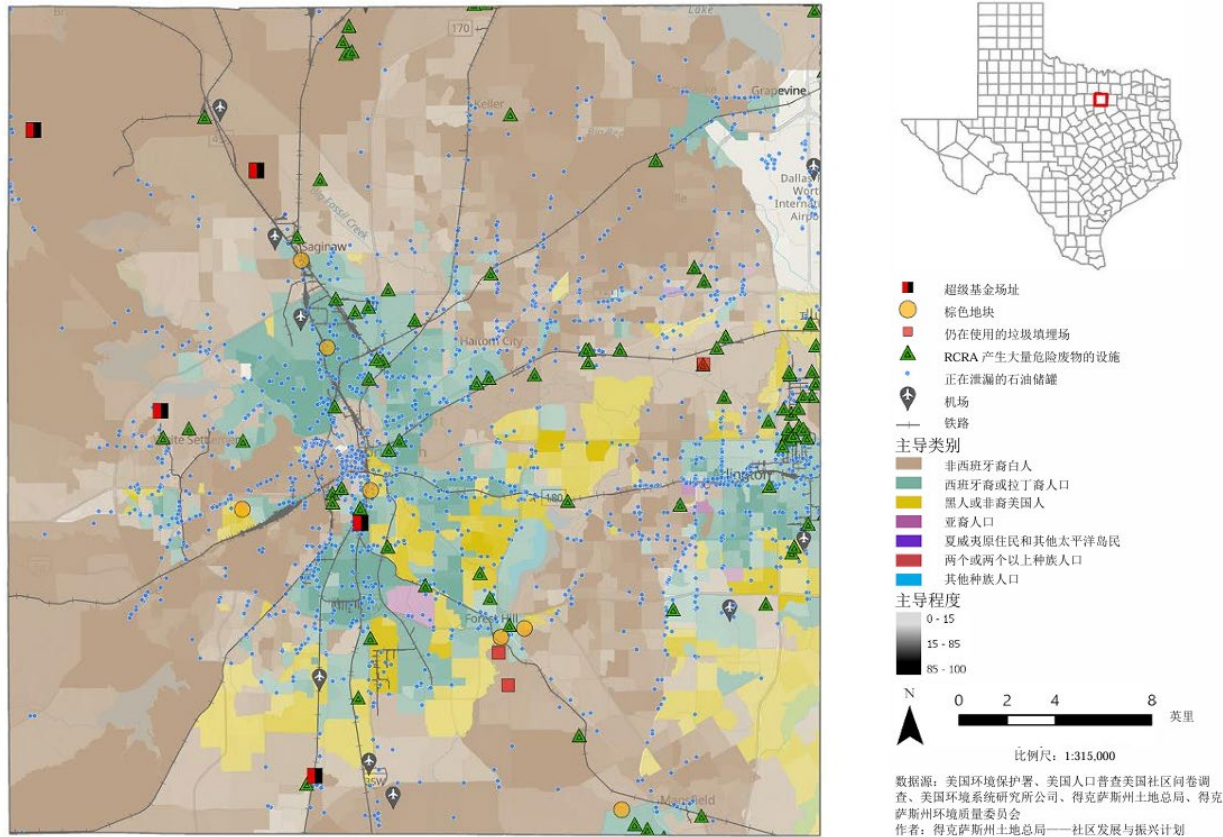 Lake
170
Keller
Grapevine
Big Fossil Creek
Dallas
Wort
Internat
Airpo
Saginaw
Haltom City
White Settlement
Arlington
180
Forest Hill
35W
Mansfield
超级基金场址
棕色地块
仍在使用的垃圾填埋场
RCRA 产生大量危险废物的设施
正在泄漏的石油储罐
机场
铁路
主导类别
非西班牙裔白人
西班牙裔或拉丁裔人口
黑人或非裔美国人
亚裔人口
夏威夷原住民和其他太平洋岛民
两个或两个以上种族人口
其他种族人口
主导程度
0 - 15
15 - 85
85 - 100
N
0 2 4 8
英里
比例尺：1:315,000
数据源：美国环境保护署、美国人口普查美国社区问卷调
查、美国环境系统研究所公司、得克萨斯州土地总局、得克
萨斯州环境质量委员会
作者：得克萨斯州土地总局——社区发展与振兴计划